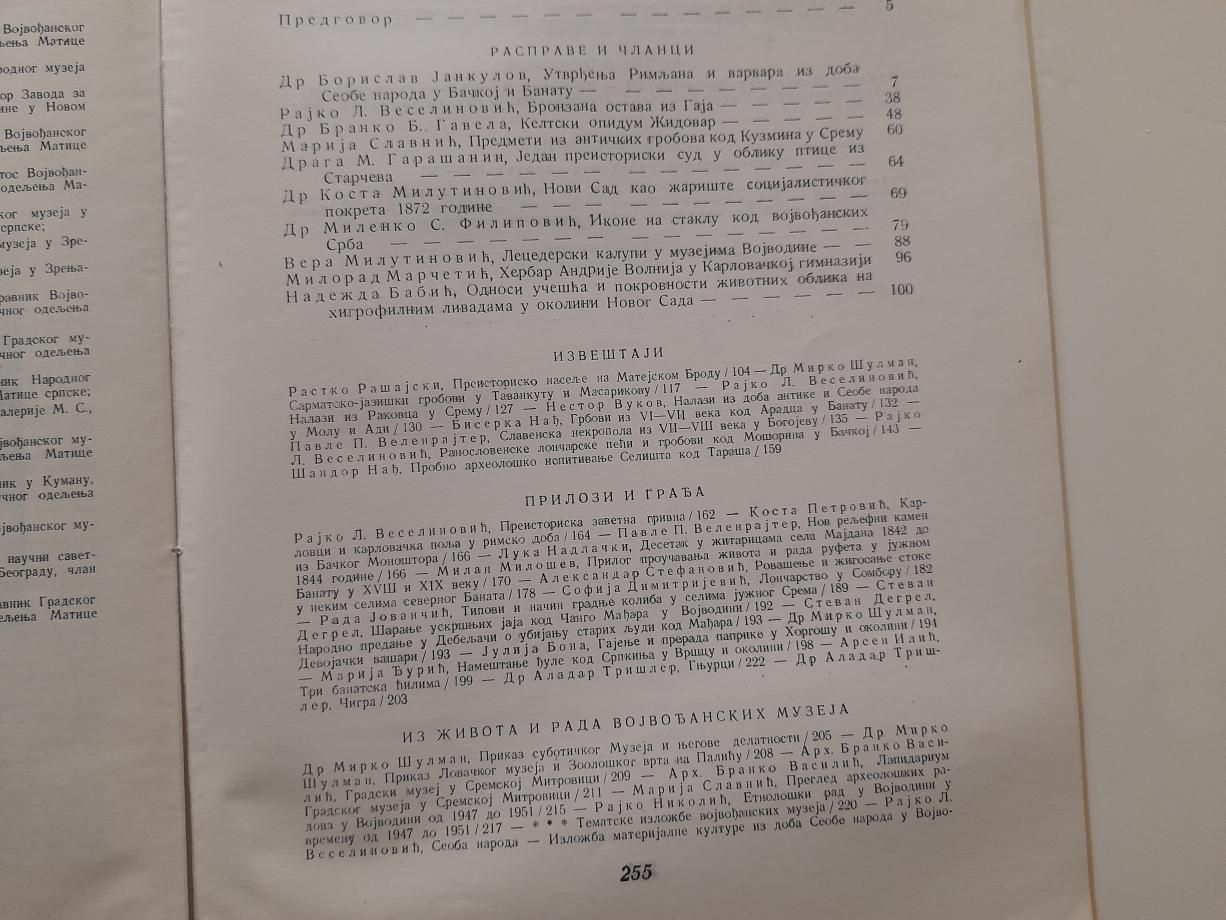 Војвођанског
ељења Матице
родног музеја
ор Завода за
ине у Новом
Војвођанског
ељења Матице
тос Војвођан-
одељења Ма-
ког музеја у
српске;
музеја у Зре-
зеја у Зрења-
равник Војво-
чног одељења
Градског му-
чног одељења
ник Народног
Матице српске;
алерије М. С.,
јвођанског му-
љења Матице
ик у Куману,
учног одељења
јвођанског му-
научни савет-
Београду, члан
авник Градског
ељења Матице
Предговор — — — — — — — — — — — — — 5
РАСПРАВЕ И ЧЛАНЦИ
Др Борислав Јанкулов, Утврђења Римљана и варвара из доба
Сеобе народа у Бачкој и Банату — — — — — — — — 7
Рајко Л. Веселиновић, Бронзана остава из Гаја — — — — — 38
Др Бранко Б. Гавела, Келтски опидум Жидовар — — — — — 48
Марија Славнић, Предмети из античких гробова код Кузмина у Срему 60
Драга М. Гарашанин, Један преисториски суд у облику птице из
Старчева — — — — — — — — — — — — 64
Др Коста Милутиновић, Нови Сад као жариште социјалистичког
покрета 1872 године — — — — — — — — — — 69
Др Миленко С. Филиповић, Иконе на стаклу код војвођанских
Срба — — — — — — — — — — — — — 79
Вера Милутиновић, Лецедерски калупи у музејима Војводине — — 88
Милорад Марчетић, Хербар Андрије Волнија у Карловачкој гимназији 96
Надежда Бабић, Односи учешћа и покровности животних облика на
хигрофилним ливадама у околини Новог Сада — — — — — 100
ИЗВЕШТАЈИ
Растко Рашајски, Преисториско насеље на Матејском Броду / 104 — Др Мирко Шулман,
Сарматско-јазишки гробови у Таванкуту и Масарикову / 117 — Рајко Л. Веселиновић,
Налази из Раковца у Срему / 127 — Нестор Вуков, Налази из доба антике и Сеобе народа
у Молу и Ади / 130 — Бисерка Нађ, Грбови из VI—VII века код Арадца у Банату / 132 —
Павле П. Веленрајтер, Славенска некропола из VII—VIII века у Богојеву / 135 — Рајко
Л. Веселиновић, Ранословенске лончарске пећи и гробови код Мошорина у Бачкој / 143 —
Шандор Нађ, Пробно археолошко испитивање Селишта код Тараша / 159
ПРИЛОЗИ И ГРАЂА
Рајко Л. Веселиновић, Преисториска заветна гривна / 162 — Коста Петровић, Кар-
ловци и карловачка поља у римско доба / 164 — Павле П. Веленрајтер, Нов рељефни камен
из Бачког Моноштора / 166 — Лука Надлачки, Десетак у житарицама села Мајдана 1842 до
1844 године / 166 — Милан Милошев, Прилог проучавања живота и рада руфета у јужном
Банату у XVIII и XIX веку / 170 — Александар Стефановић, Ровашење и жигосање стоке
у неким селима северног Баната / 178 — Софија Димитријевић, Лончарство у Сомбору / 182
— Рада Јованчић, Типови и начин градње колиба у селима јужног Срема / 189 — Стеван
Дегрел, Шарање ускршњих јаја код Чанго Мађара у Војводини / 192 — Стеван Дегрел,
Народно предање у Дебељачи о убијању старих људи код Мађара / 193 — Др Мирко Шулман,
Девојачки вашари / 193 — Јулија Бона, Гајење и прерада паприке у Хоргошу и околини / 194
— Марија Ђурић, Намештање ђуле код Српкиња у Вршцу и околини / 198 — Арсен Илић,
Три банатска ћилима / 199 — Др Аладар Тришлер, Гњурци / 222 — Др Аладар Триш-
лер, Чигра / 203
ИЗ ЖИВОТА И РАДА ВОЈВОЂАНСКИХ МУЗЕЈА
Др Мирко Шулман, Приказ суботичког Музеја и његове делатности / 205 — Др Мирко
Шулман, Приказ Ловачког музеја и Зоолошког врта на Палићу / 208 — Арх. Бранко Васи-
лић, Градски музеј у Сремској Митровици / 209 — Арх. Бранко Василић, Лапидариум
Градског музеја у Сремској Митровици / 211 — Марија Славнић, Преглед археолошких ра-
дова у Војводини од 1947 до 1951 / 215 — Рајко Николић, Етнолошки рад у Војводини у
времену од 1947 до 1951 / 217 — * * * Тематске изложбе војвођанских музеја / 220 — Рајко Л.
Веселиновић, Сеоба народа — Изложба материјалне културе из доба Сеобе народа у Војво-
255